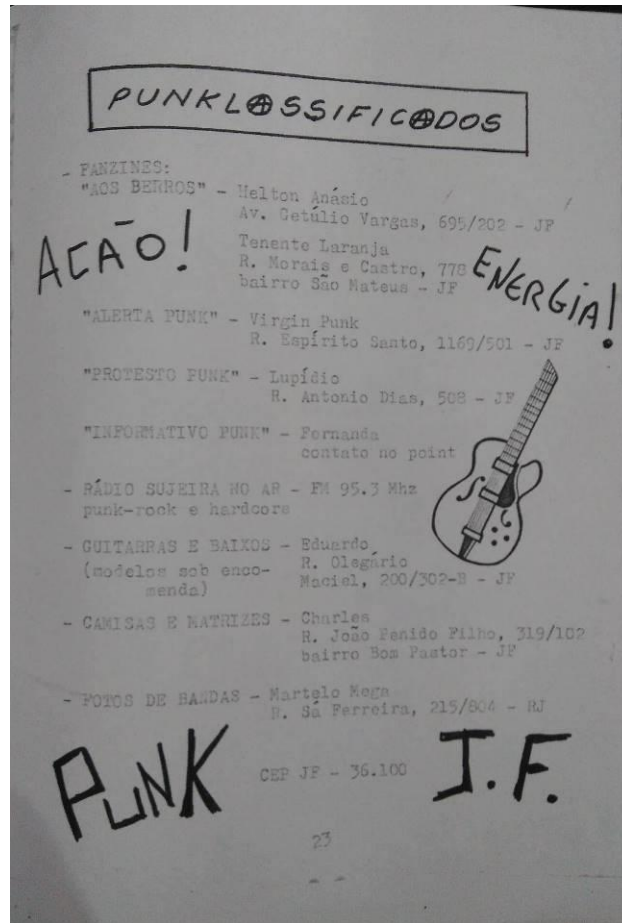 PUNKLASSIFICADOS
- FANZINES:
"AOS BERROS" - Helton Anásio
Av. Getúlio Vargas, 695/202 - JF
AÇÃO!
Tenente Laranja
R. Morais e Castro, 778
bairro São Mateus - JF
ENERGIA!
"ALERTA PUNK" - Virgin Punk
R. Espírito Santo, 1169/501 - JF
"PROTESTO PUNK" - Lupídio
R. Antonio Dias, 508 - JF
"INFORMATIVO PUNK" - Fernanda
contato no point
- RÁDIO SUJEIRA NO AR - FM 95.3 Mhz
punk-rock e hardcore
- GUITARRAS E BAIXOS - Eduardo
(modelos sob enco- R. Olegário
menda) Maciel, 200/302-B - JF
- CAMISAS E MATRIZES - Charles
R. João Penido Filho, 319/102
bairro Bom Pastor - JF
- FOTOS DE BANDAS - Martelo Mega
R. Sá Ferreira, 215/804 - RJ
PUNK J.F.
CEP JF - 36.100
23